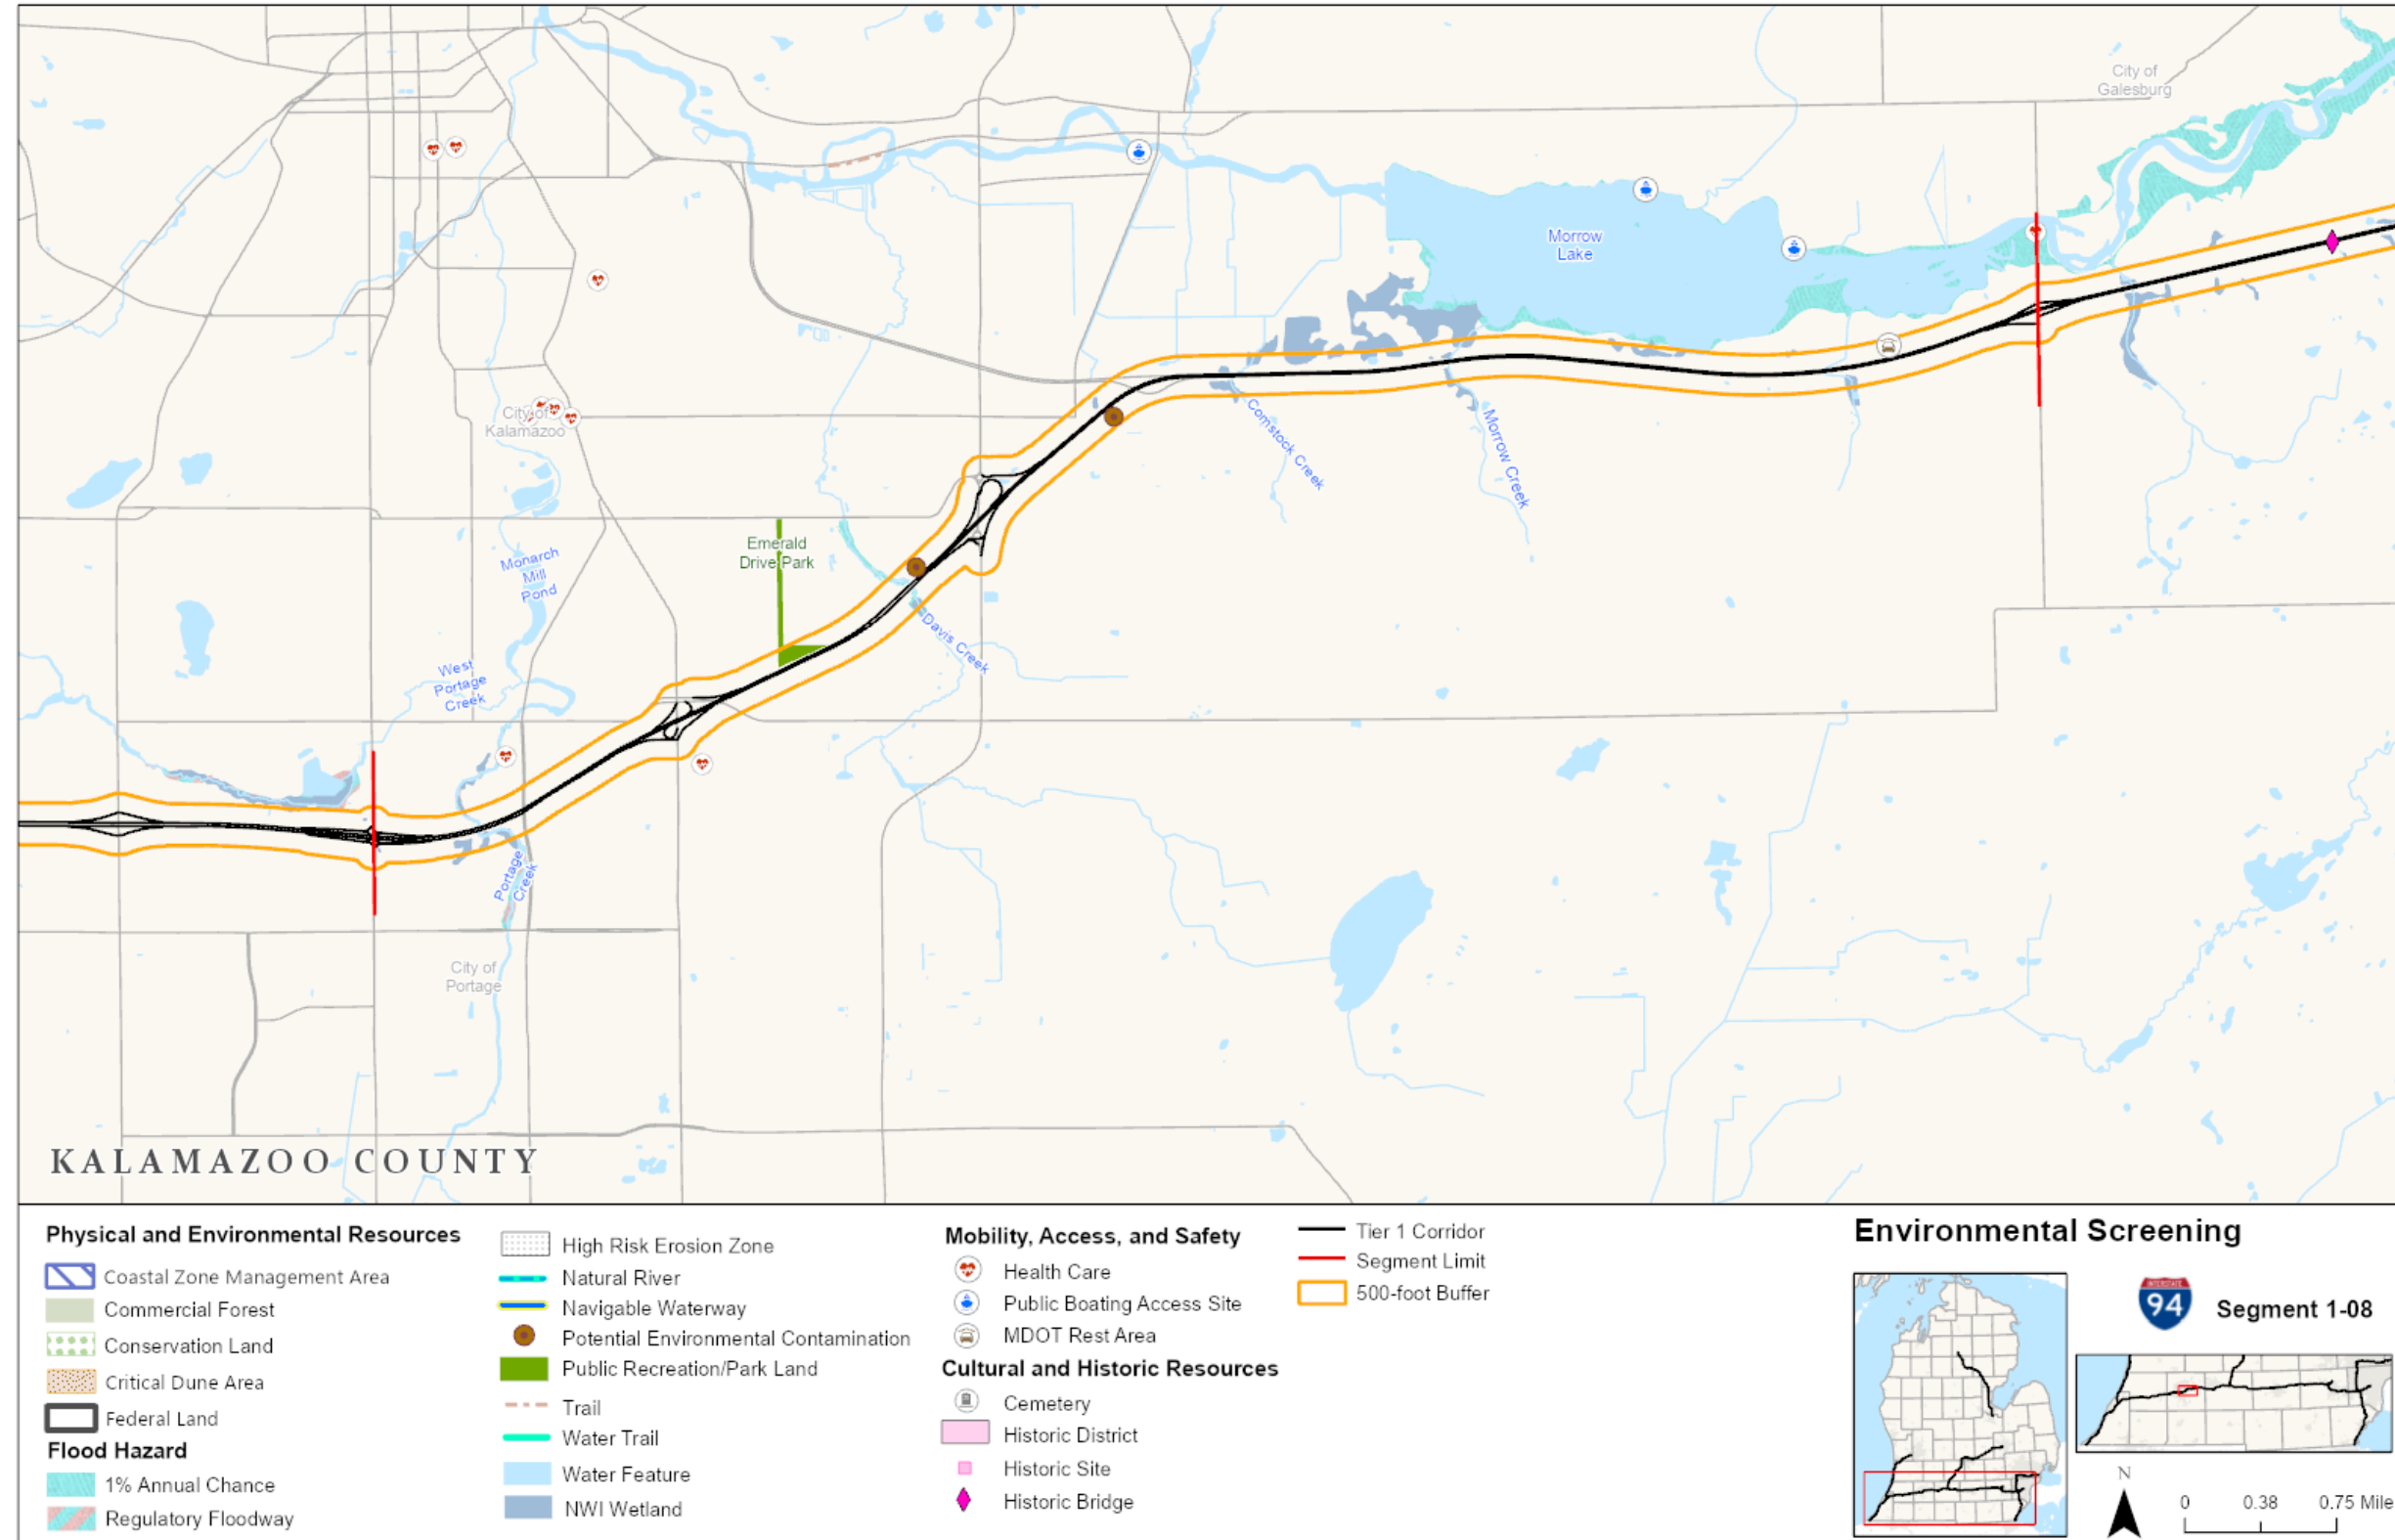 City of
Galesburg
Morrow
Lake
City of
Kalamazoo
Comstock Creek
Morrow Creek
Emerald
Drive Park
Monarch
Mill
Pond
Davis Creek
West
Portage
Creek
Portage
Creek
City of
Portage
KALAMAZOO COUNTY
Physical and Environmental Resources
Coastal Zone Management Area
Commercial Forest
Conservation Land
Critical Dune Area
Federal Land
Flood Hazard
1% Annual Chance
Regulatory Floodway
High Risk Erosion Zone
Natural River
Navigable Waterway
Potential Environmental Contamination
Public Recreation/Park Land
Trail
Water Trail
Water Feature
NWI Wetland
Mobility, Access, and Safety
Health Care
Public Boating Access Site
MDOT Rest Area
Cultural and Historic Resources
Cemetery
Historic District
Historic Site
Historic Bridge
Tier 1 Corridor
Segment Limit
500-foot Buffer
Environmental Screening
INTERSTATE
94
Segment 1-08
N
0 0.38 0.75 Mile